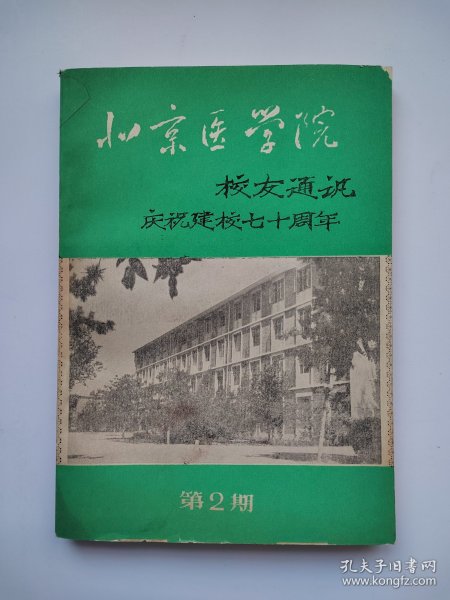 北京医学院
校友通讯
庆祝建校七十周年
第2期
孔夫子旧书网
www.kongfz.com